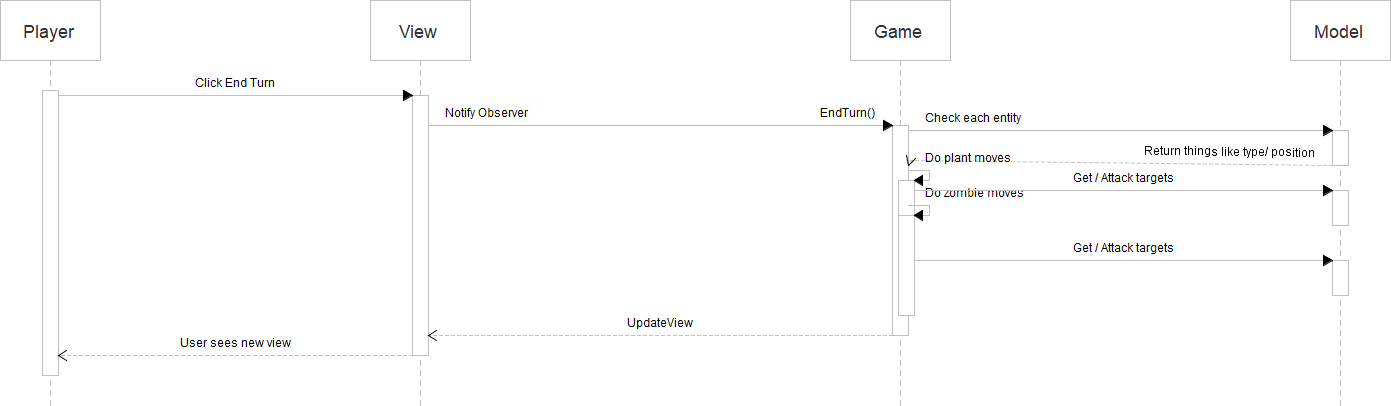 Player
View
Game
Model
Click End Turn
Notify Observer
EndTurn()
Check each entity
Return things like type/ position
Do plant moves
Get / Attack targets
Do zombie moves
Get / Attack targets
UpdateView
User sees new view